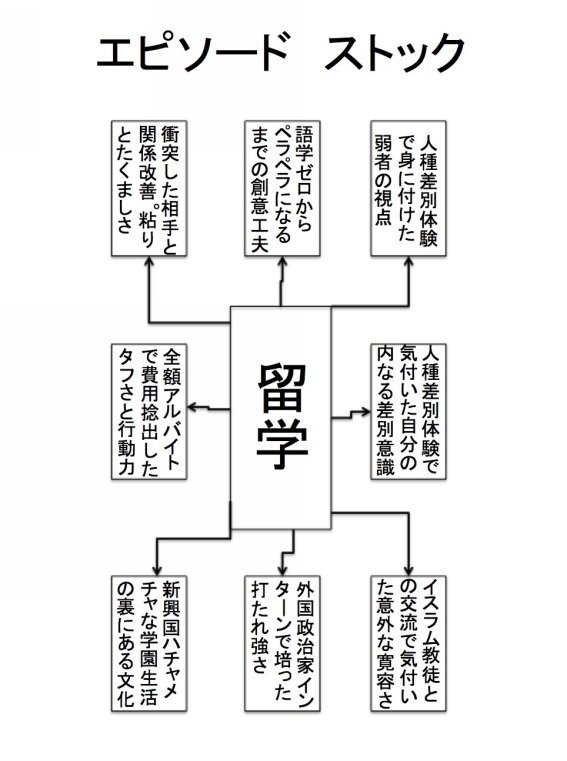 エピソード ストック
人種差別体験
で身に付けた
弱者の視点
語学ゼロから
ペラペラになる
までの創意工夫
衝突した相手と
関係改善。粘り
とたくましさ
留学
人種差別体験で
気付いた自分の
内なる差別意識
全額アルバイト
で費用捻出した
タフさと行動力
イスラム教徒と
の交流で気付い
た意外な寛容さ
外国政治家イン
ターンで培った
打たれ強さ
新興国ハチャメ
チャな学園生活
の裏にある文化